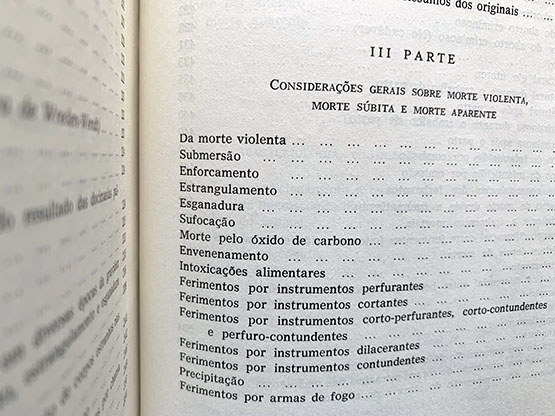 dos originais ...
III PARTE
CONSIDERAÇÕES GERAIS SOBRE MORTE VIOLENTA,
MORTE SÚBITA E MORTE APARENTE
Da morte violenta ... ... ... ... ... ... ... ... ...
Submersão ... ... ... ... ... ... ... ... ... ...
Enforcamento ... ... ... ... ... ... ... ... ...
Estrangulamento ... ... ... ... ... ... ... ... ...
Esganadura ... ... ... ... ... ... ... ... ...
Sufocação ... ... ... ... ... ... ... ... ... ...
Morte pelo óxido de carbono ... ... ... ... ... ... ...
Envenenamento ... ... ... ... ... ... ... ... ...
Intoxicações alimentares ... ... ... ... ... ... ...
Ferimentos por instrumentos perfurantes ... ... ... ...
Ferimentos por instrumentos cortantes ... ... ... ... ...
Ferimentos por instrumentos corto-perfurantes, corto-contundentes
e perfuro-contundentes ... ... ... ... ... ...
Ferimentos por instrumentos dilacerantes ... ... ... ...
Ferimentos por instrumentos contundentes ... ... ... ...
Precipitação ... ... ... ... ... ... ... ... ...
Ferimentos por armas de fogo ... ... ... ... ... ...